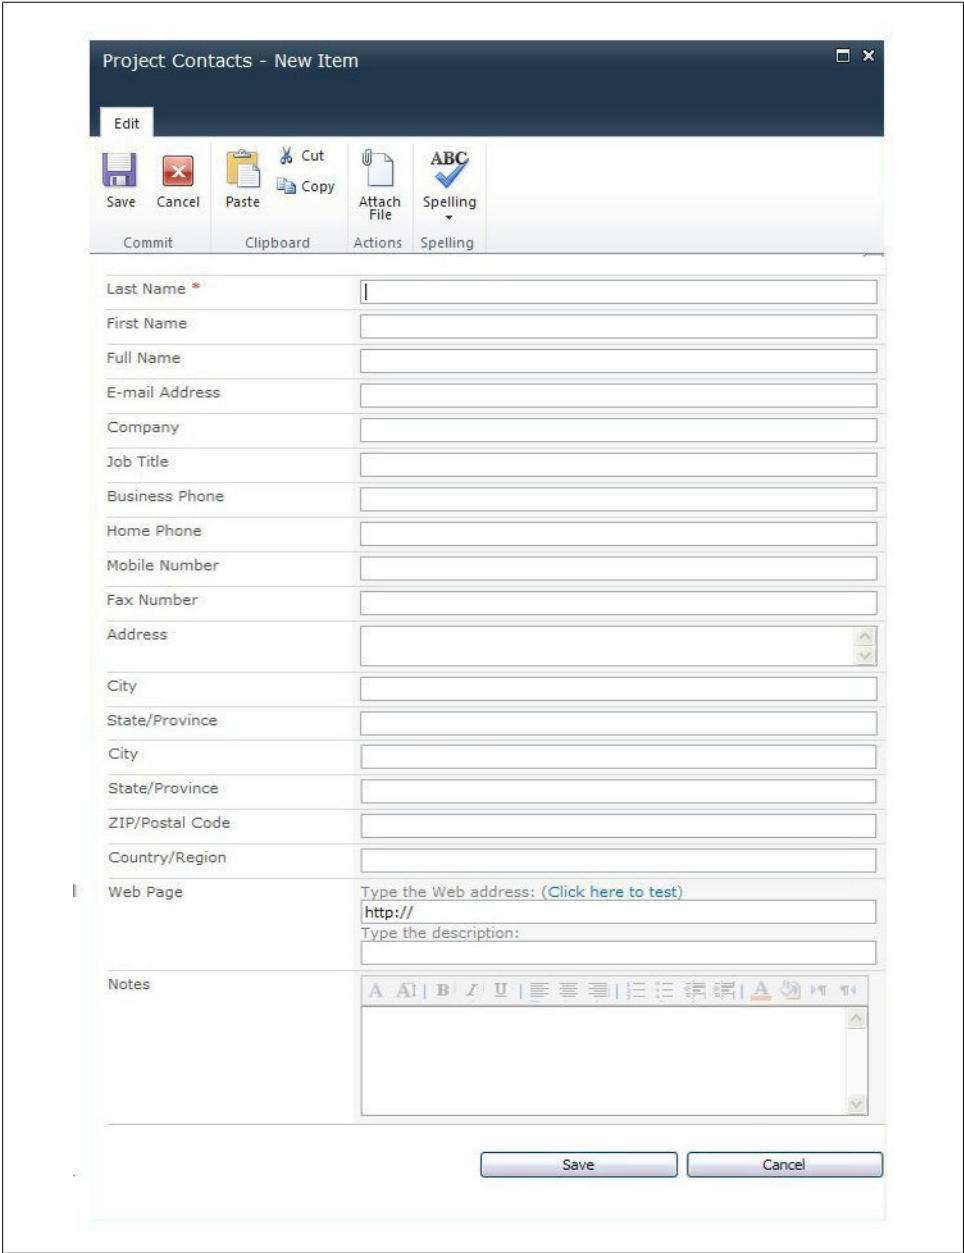 Project Contacts - New Item
Edit
Save
Cancel
Paste
Cut
Copy
Attach
File
ABC
Spelling
Commit
Clipboard
Actions
Spelling
Last Name *
First Name
Full Name
E-mail Address
Company
Job Title
Business Phone
Home Phone
Mobile Number
Fax Number
Address
City
State/Province
City
State/Province
ZIP/Postal Code
Country/Region
Web Page
Type the Web address: (Click here to test)
http://
Type the description:
Notes
A A B I U A
Save
Cancel